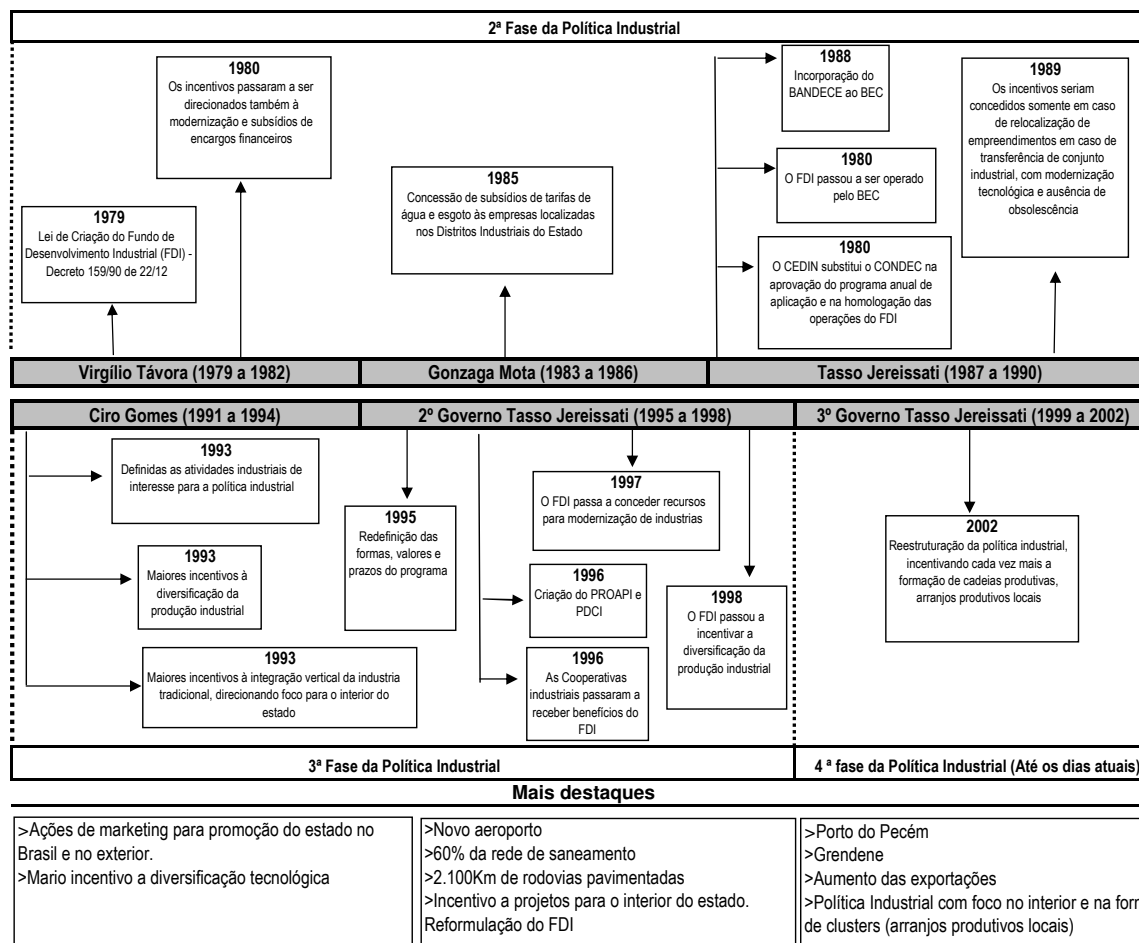 2ª Fase da Política Industrial
1980
Os incentivos passaram a ser
direcionados também à
modernização e subsídios de
encargos financeiros
1988
Incorporação do
BANDECE ao BEC
1989
Os incentivos seriam
concedidos somente em caso
de relocalização de
empreendimentos em caso de
transferência de conjunto
industrial, com modernização
tecnológica e ausência de
obsolescência
1979
Lei de Criação do Fundo de
Desenvolvimento Industrial (FDI) -
Decreto 159/90 de 22/12
1985
Concessão de subsídios de tarifas de
água e esgoto às empresas localizadas
nos Distritos Industriais do Estado
1980
O FDI passou a ser operado
pelo BEC
1980
O CEDIN substitui o CONDEC na
aprovação do programa anual de
aplicação e na homologação das
operações do FDI
Virgílio Távora (1979 a 1982)
Gonzaga Mota (1983 a 1986)
Tasso Jereissati (1987 a 1990)
Ciro Gomes (1991 a 1994)
2º Governo Tasso Jereissati (1995 a 1998)
3º Governo Tasso Jereissati (1999 a 2002)
1993
Definidas as atividades industriais de
interesse para a política industrial
1993
Maiores incentivos à
diversificação da
produção industrial
1993
Maiores incentivos à integração vertical da industria
tradicional, direcionando foco para o interior do
estado
1995
Redefinição das
formas, valores e
prazos do programa
1997
O FDI passa a conceder recursos
para modernização de industrias
1996
Criação do PROAPI e
PDCI
1996
As Cooperativas
industriais passaram a
receber benefícios do
FDI
1998
O FDI passou a
incentivar a
diversificação da
produção industrial
2002
Reestruturação da política industrial,
incentivando cada vez mais a
formação de cadeias produtivas,
arranjos produtivos locais
3ª Fase da Política Industrial
4 ª fase da Política Industrial (Até os dias atuais)
Mais destaques
>Ações de marketing para promoção do estado no
Brasil e no exterior.
>Mario incentivo a diversificação tecnológica
>Novo aeroporto
>60% da rede de saneamento
>2.100Km de rodovias pavimentadas
>Incentivo a projetos para o interior do estado.
Reformulação do FDI
>Porto do Pecém
>Grendene
>Aumento das exportações
>Política Industrial com foco no interior e na
de clusters (arranjos produtivos locais)